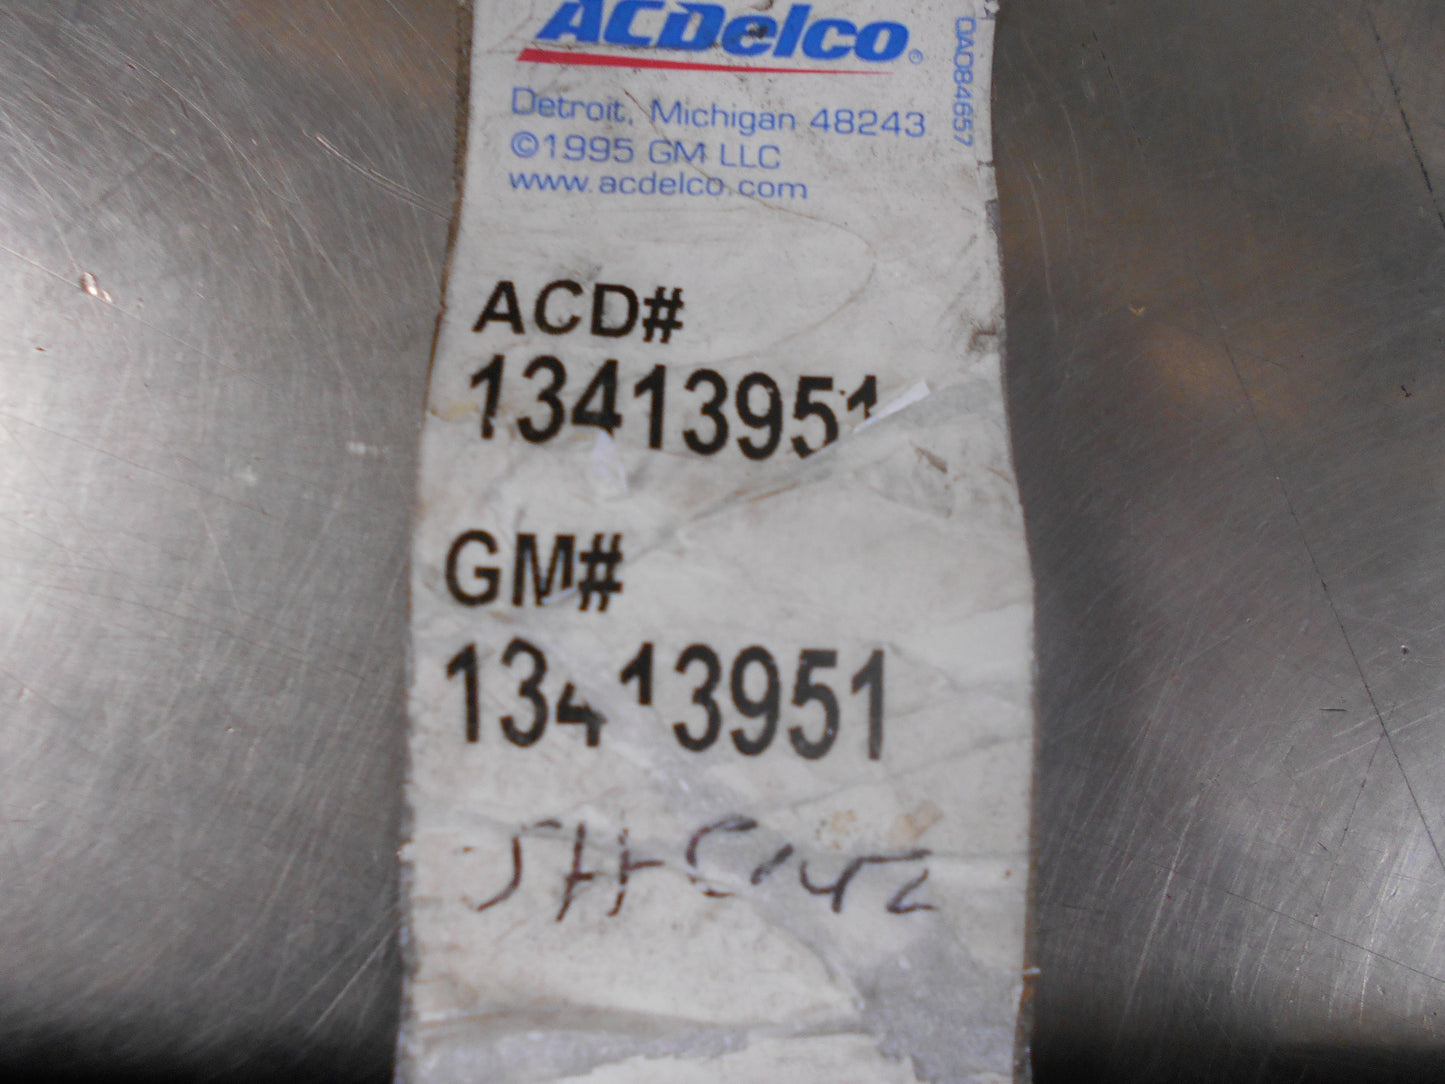 ACDelco®
Detroit, Michigan 48243
©1995 GM LLC
www.acdelco.com
DA084657
ACD#
13413951
GM#
13413951